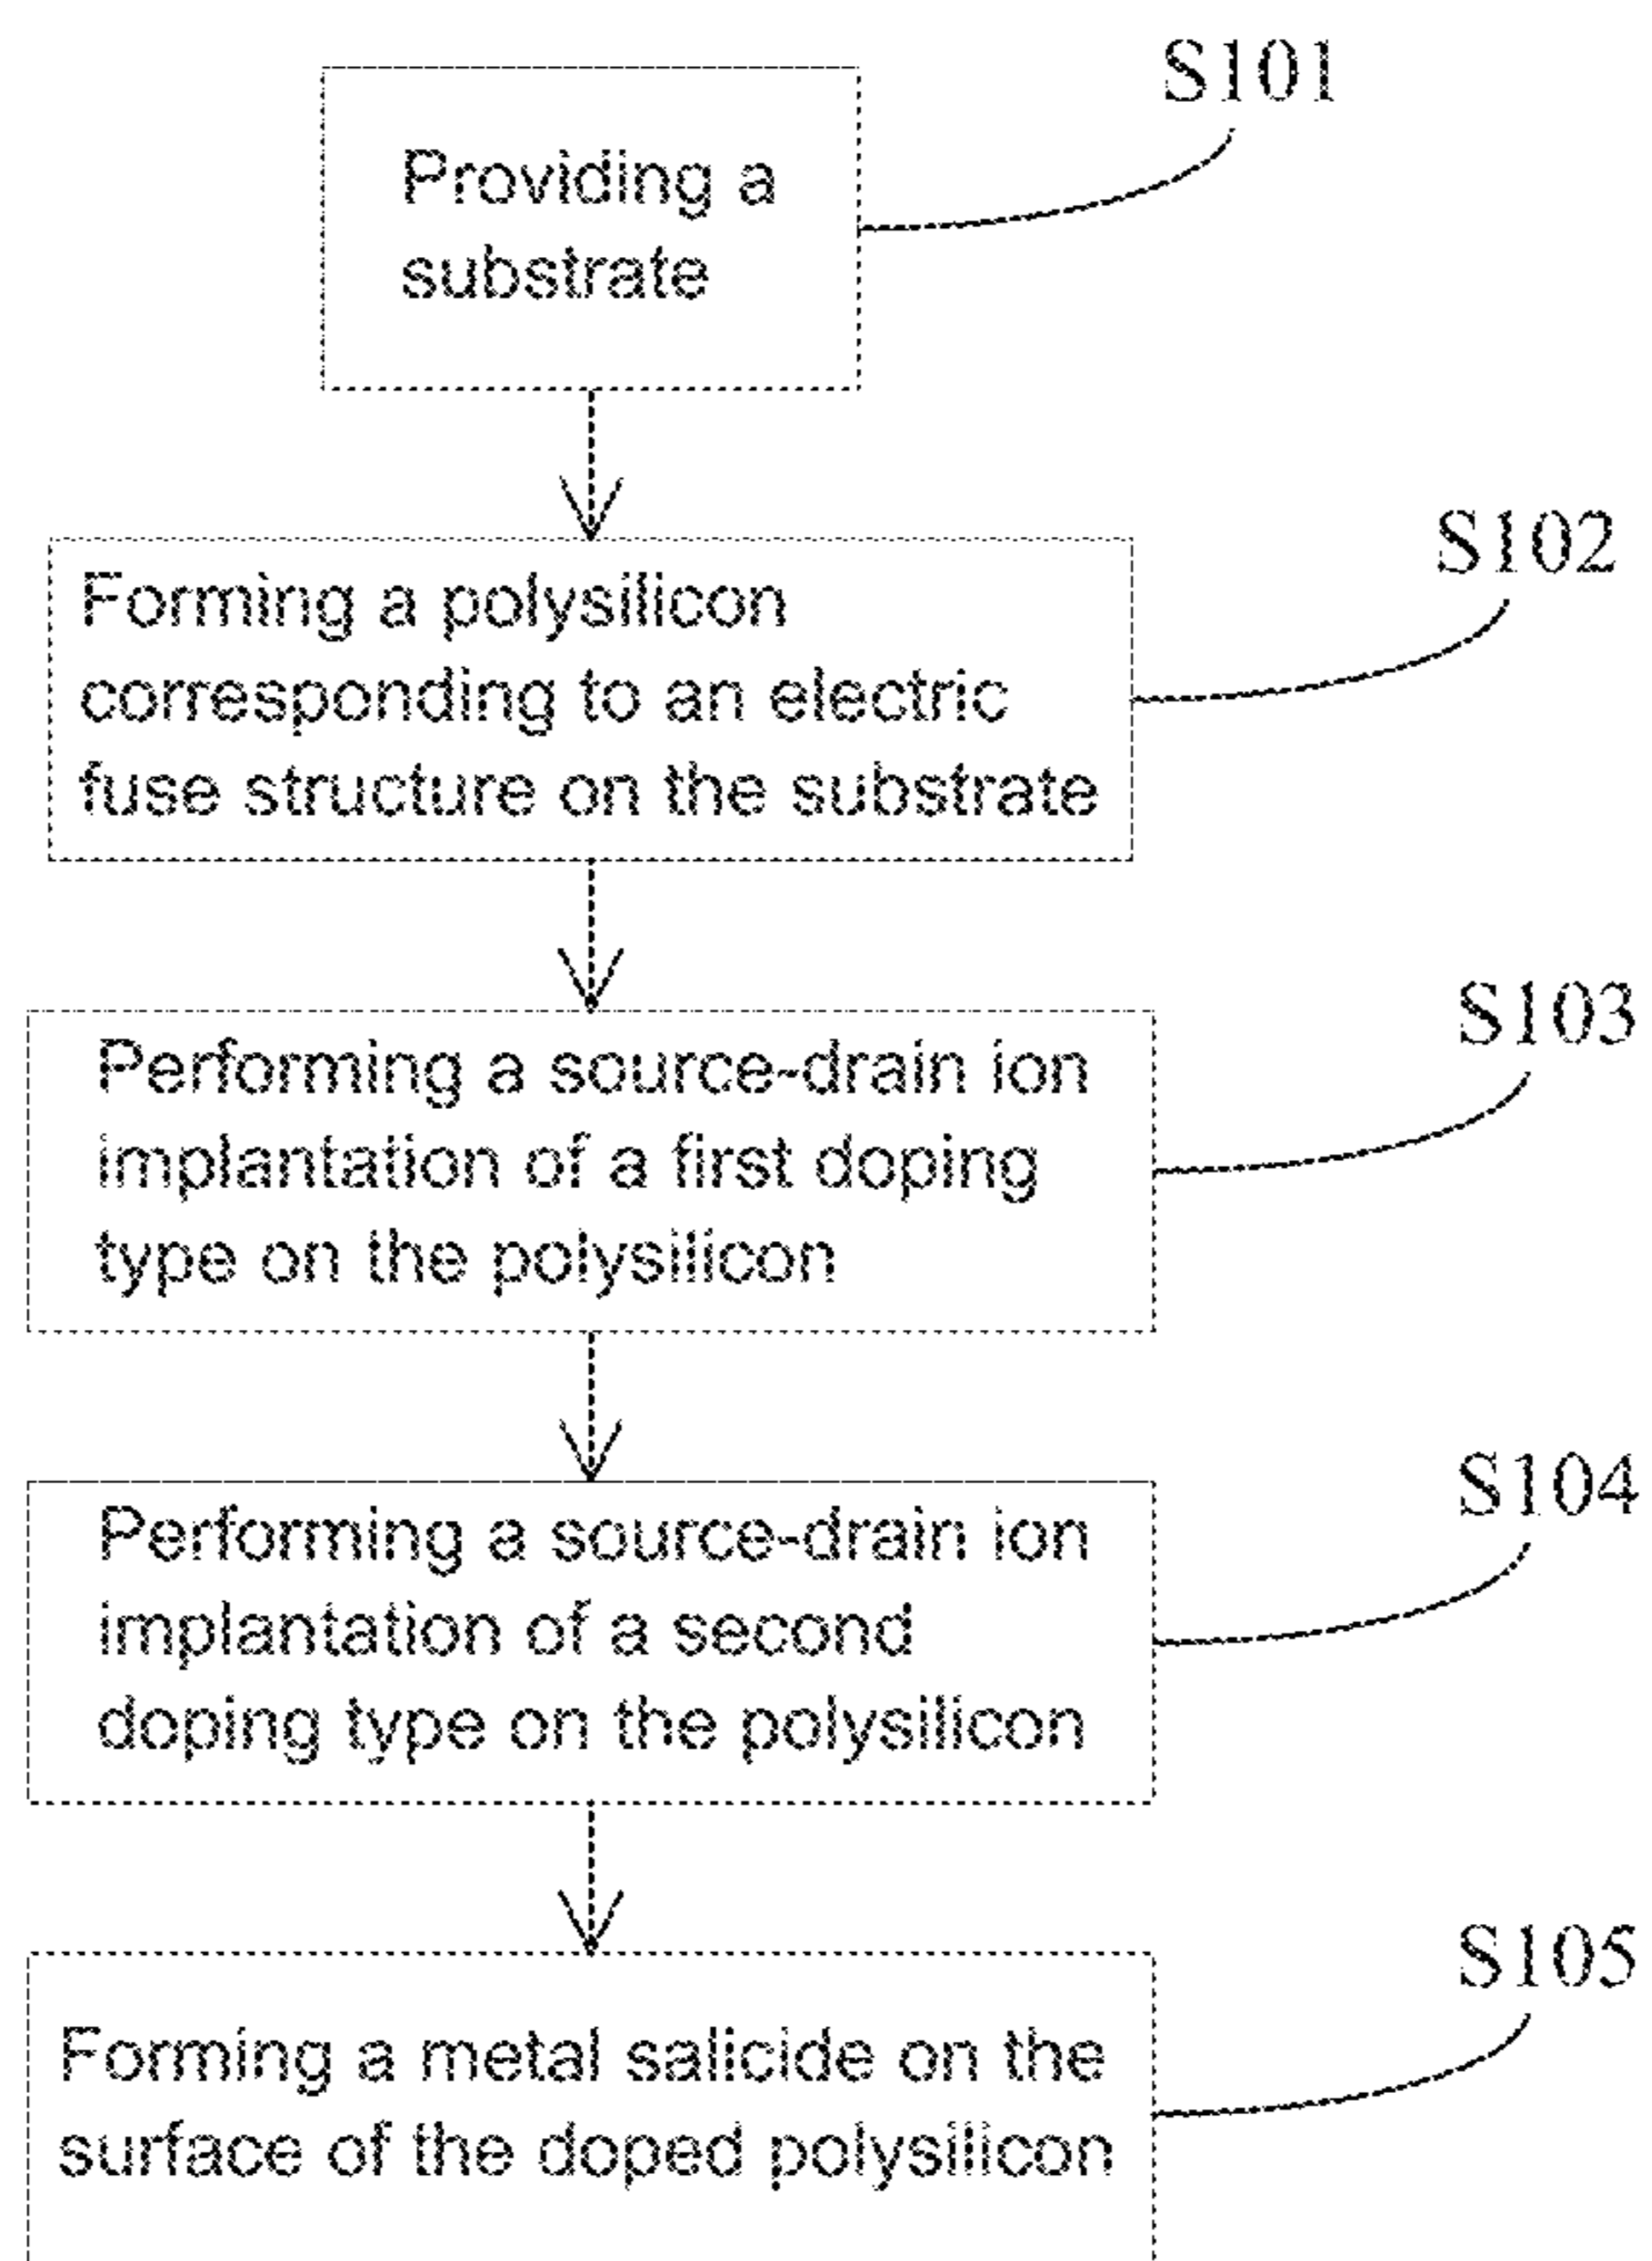 S101
Providing a
substrate
S102
Forming a polysilicon
corresponding to an electric
fuse structure on the substrate
S103
Performing a source-drain ion
implantation of a first doping
type on the polysilicon
S104
Performing a source-drain ion
implantation of a second
doping type on the polysilicon
S105
Forming a metal salicide on the
surface of the doped polysilicon